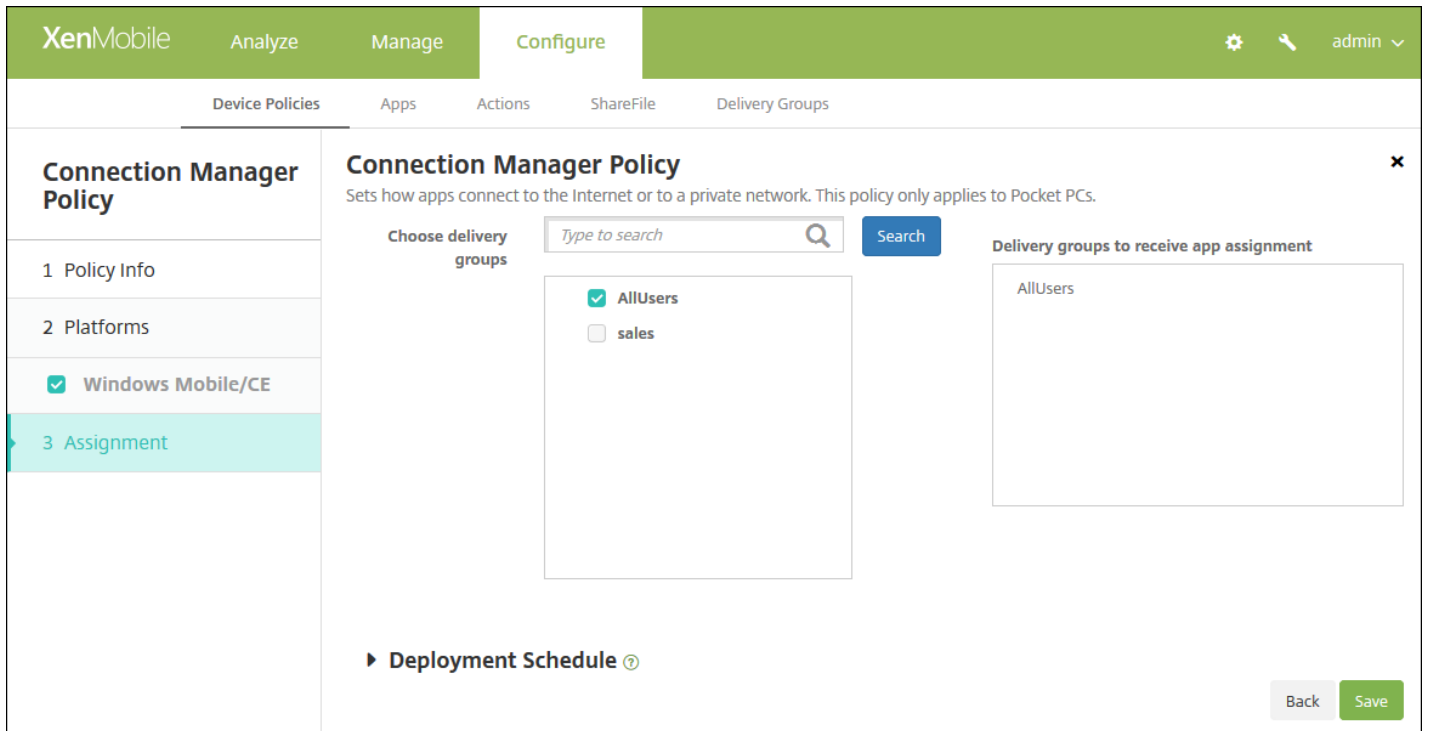 XenMobile Analyze Manage Configure admin
Device Policies Apps Actions ShareFile Delivery Groups
Connection Manager
Policy
1 Policy Info
2 Platforms
Windows Mobile/CE
3 Assignment
Connection Manager Policy
Sets how apps connect to the Internet or to a private network. This policy only applies to Pocket PCs.
Choose delivery
groups
Type to search
Search
AllUsers
sales
Delivery groups to receive app assignment
AllUsers
Deployment Schedule ?
Back Save